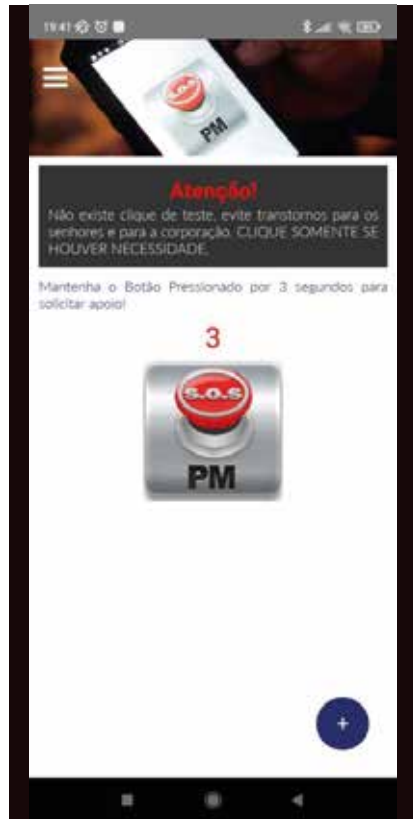 19:41
S.O.S
PM
Atenção!
Não existe clique de teste, evite transtornos para os
senhores e para a corporação. CLIQUE SOMENTE SE
HOUVER NECESSIDADE.
Mantenha o Botão Pressionado por 3 segundos para
solicitar apoio!
3
S.O.S
PM
+